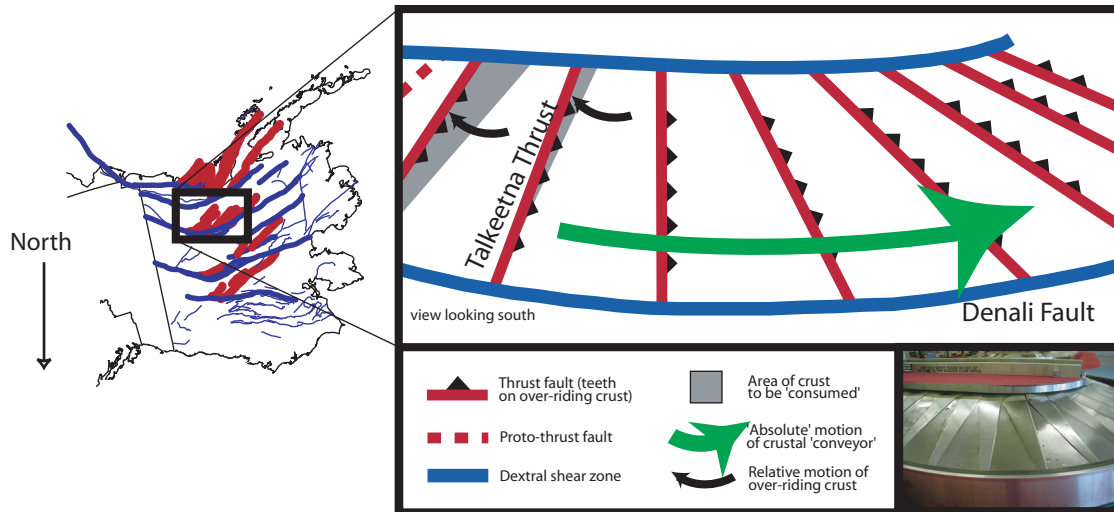 North
Talkeetna Thrust
view looking south
Denali Fault
Thrust fault (teeth
on over-riding crust)
Proto-thrust fault
Dextral shear zone
Area of crust
to be 'consumed'
'Absolute' motion
of crustal 'conveyor'
Relative motion of
over-riding crust